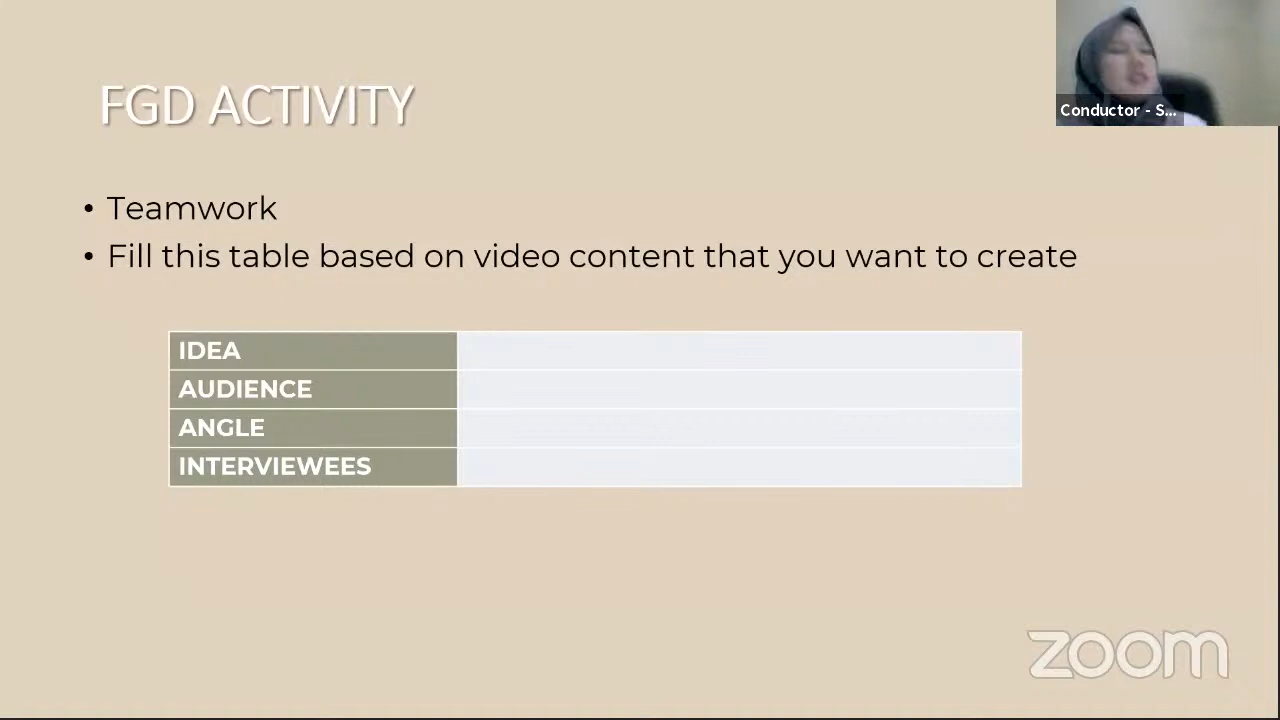 FGD ACTIVITY
Conductor - S...
• Teamwork
• Fill this table based on video content that you want to create
IDEA
AUDIENCE
ANGLE
INTERVIEWEES
zoom